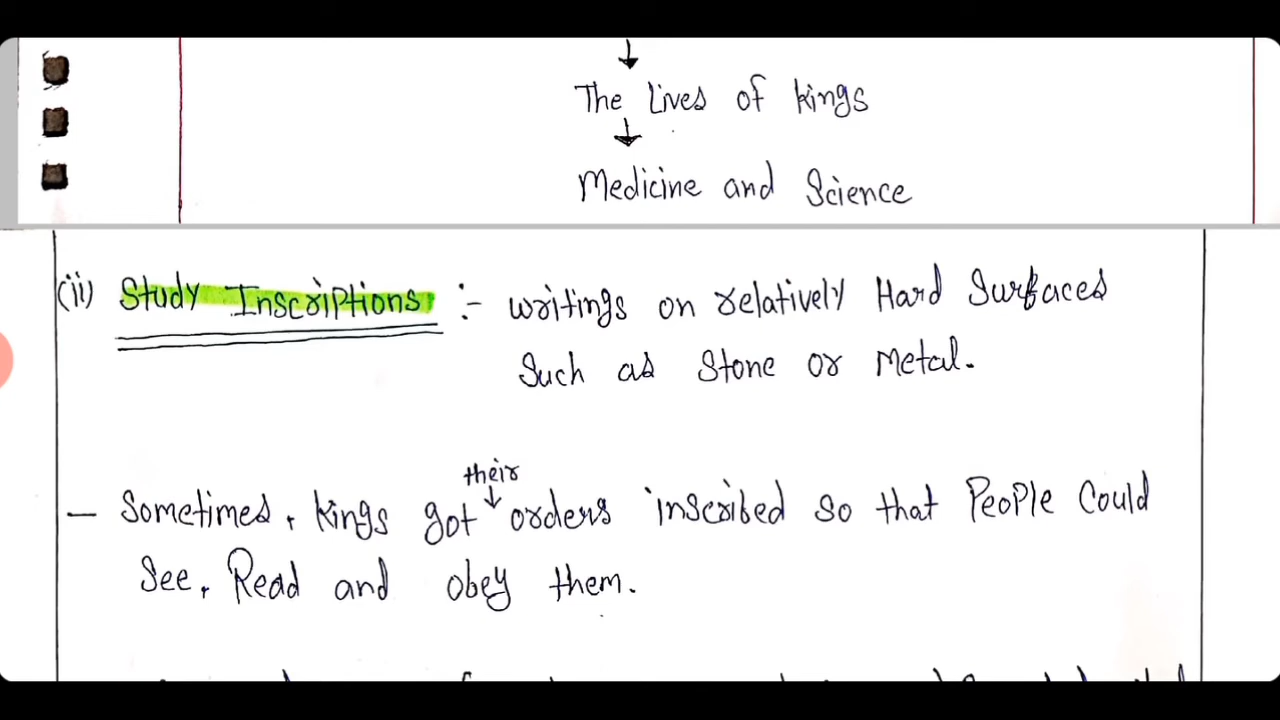 The Lives of kings
Medicine and Science
(ii) Study Inscriptions :- writings on relatively Hard Surfaces
Such as Stone or Metal.
their
- Sometimes, kings got orders inscribed so that People Could
See, Read and obey them.